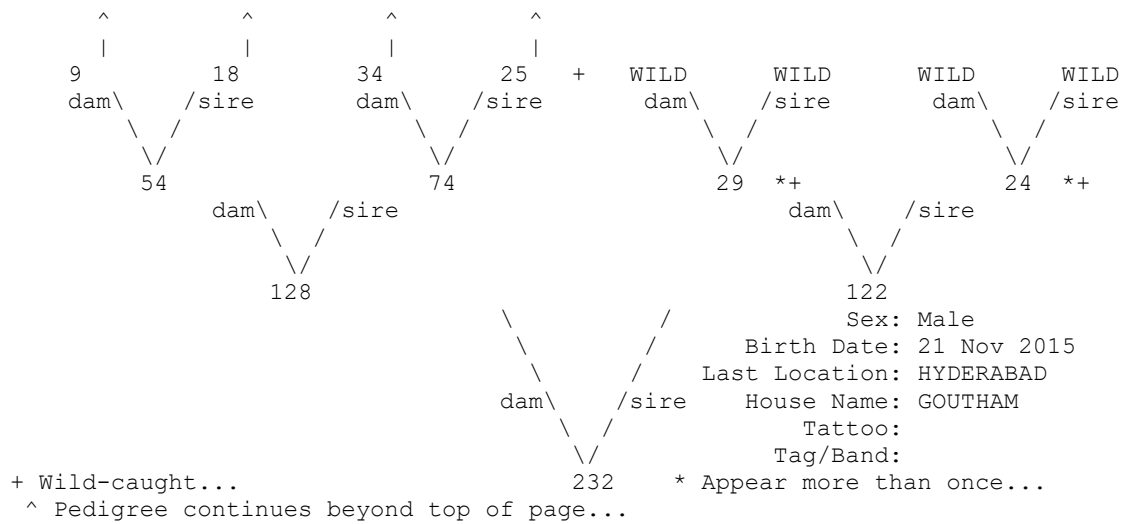 ^ ^ ^ ^
| | | |
9 18 34 25 + WILD WILD WILD WILD
dam\ /sire dam\ /sire dam\ /sire dam\ /sire
\ / \ / \ / \ /
\/ \/ \/ \/
54 74 29 *+ 24 *+
dam\ /sire dam\ /sire
\ / \ /
\ / \ /
\/ \/
128 122
\ / Sex: Male
\ / Birth Date: 21 Nov 2015
\ / Last Location: HYDERABAD
dam\ /sire House Name: GOUTHAM
\ / Tattoo:
\/ Tag/Band:
+ Wild-caught... 232 * Appear more than once...
^ Pedigree continues beyond top of page...